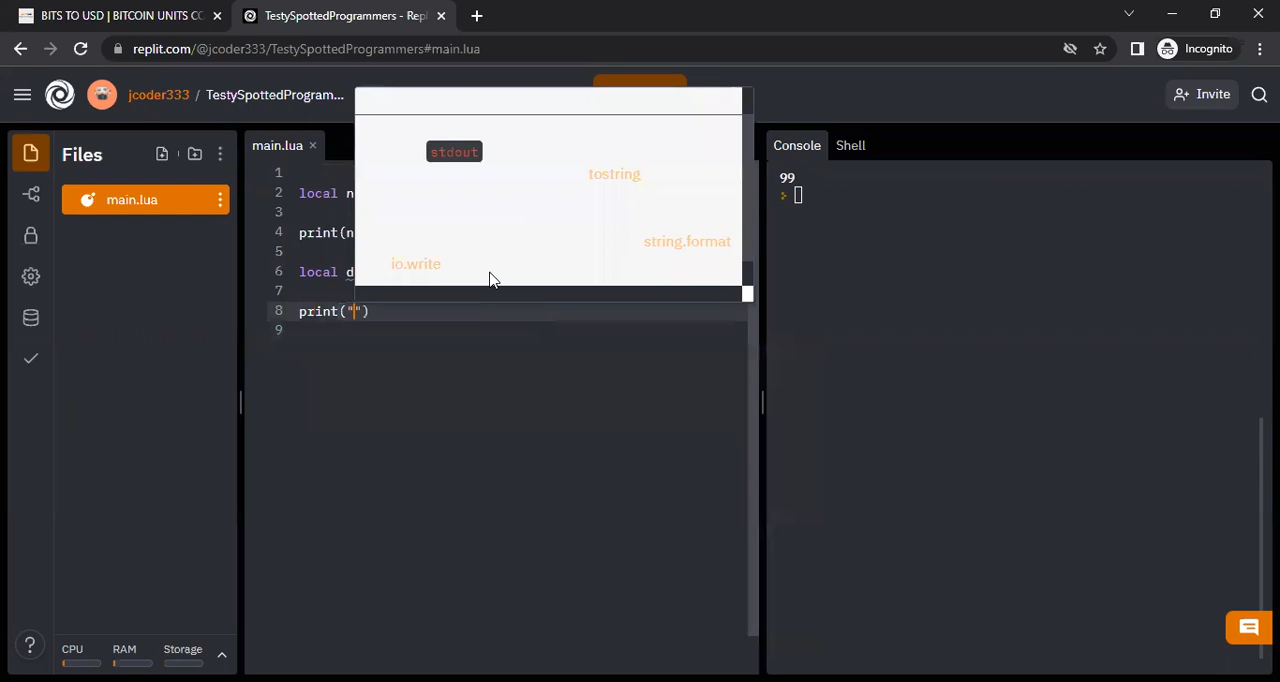 BITS TO USD | BITCOIN UNITS CO
TestySpottedProgrammers - Repl
replit.com/@jcoder333/TestySpottedProgrammers#main.lua
Incognito
jcoder333 / TestySpottedProgram...
Invite
Files
main.lua
main.lua
stdout
tostring
string.format
io.write
1
2 local n
3
4 print(n
5
6 local d
7
8 print("")
9
Console
Shell
99
CPU
RAM
Storage